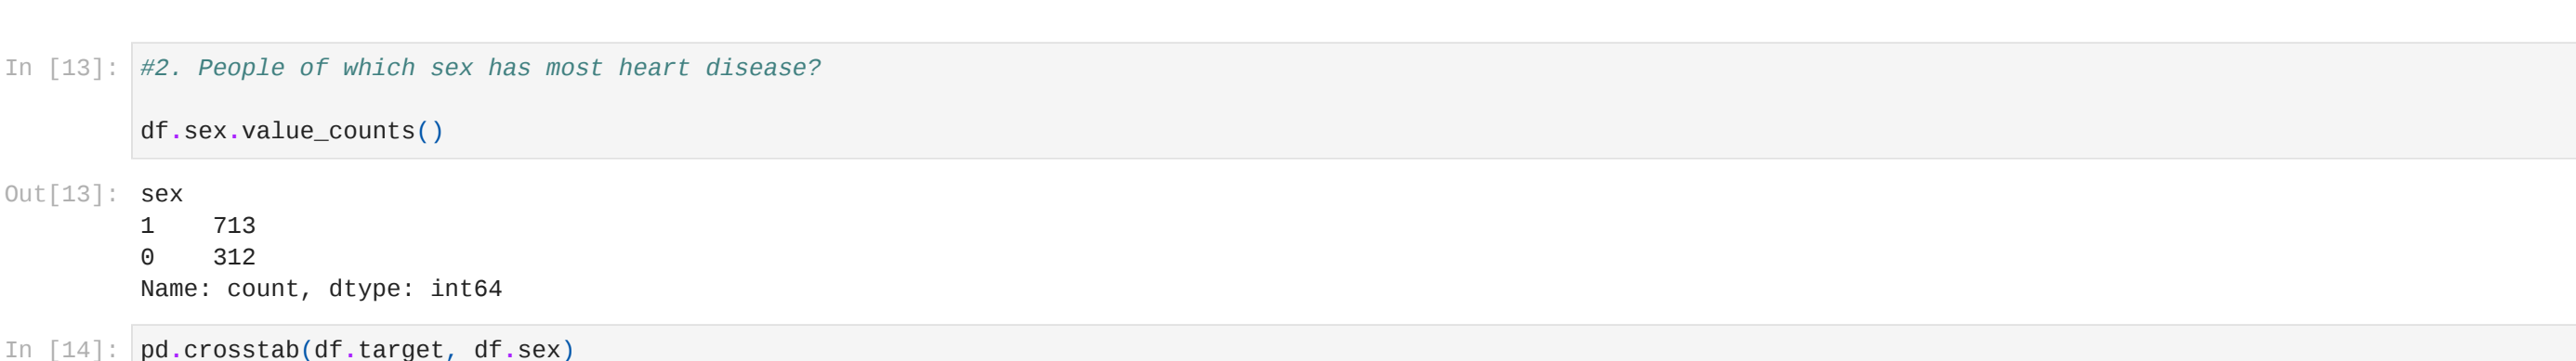 In [13]: #2. People of which sex has most heart disease?
df.sex.value_counts()
Out[13]: sex
1    713
0    312
Name: count, dtype: int64
In [14]: pd.crosstab(df.target, df.sex)